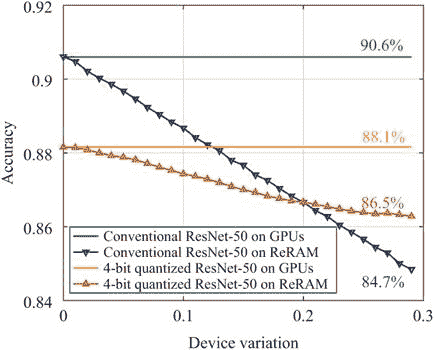 0.92
90.6%
0.9
88.1%
0.88
Accuracy
86.5%
0.86
Conventional ResNet-50 on GPUs
Conventional ResNet-50 on ReRAM
4-bit quantized ResNet-50 on GPUs
4-bit quantized ResNet-50 on ReRAM
84.7%
0.84
0 0.1 0.2 0.3
Device variation